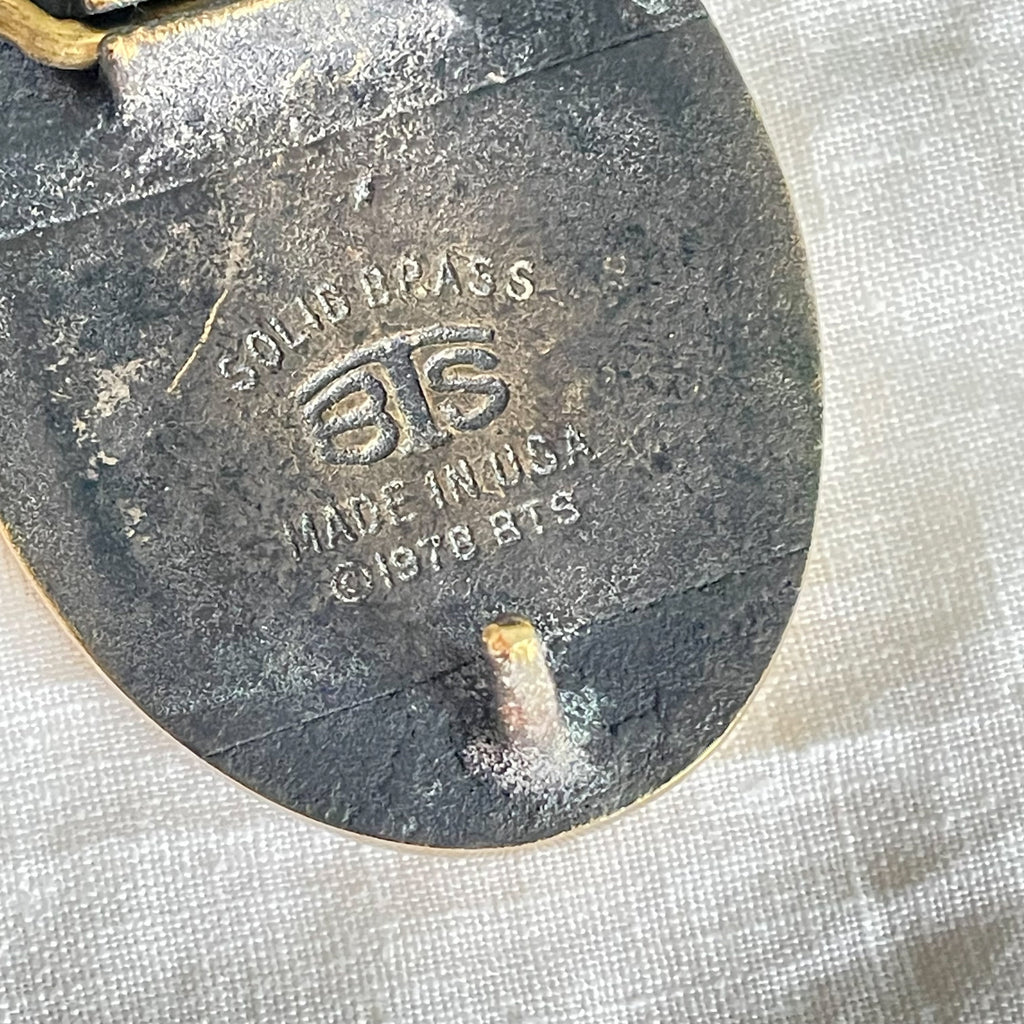 SOLID BRASS
BTS
MADE IN USA
©1978 BTS